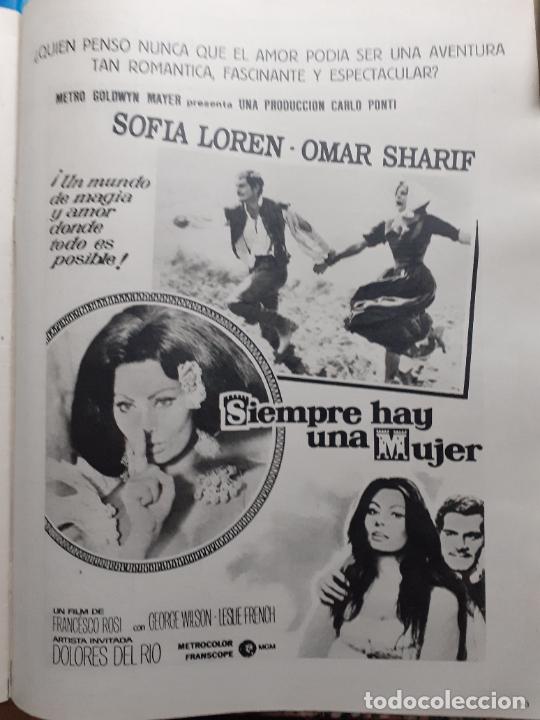 ¿QUIEN PENSO NUNCA QUE EL AMOR PODIA SER UNA AVENTURA
TAN ROMANTICA, FASCINANTE Y ESPECTACULAR?
METRO GOLDWYN MAYER presenta UNA PRODUCCION CARLO PONTI
SOFIA LOREN - OMAR SHARIF
¡Un mundo
de magia
y amor
donde
todo es
posible!
Siempre hay
una Mujer
UN FILM DE
FRANCESCO ROSI con GEORGE WILSON - LESLIE FRENCH
ARTISTA INVITADA
DOLORES DEL RIO
METROCOLOR
FRANSCOPE
MGM
todocoleccion.net